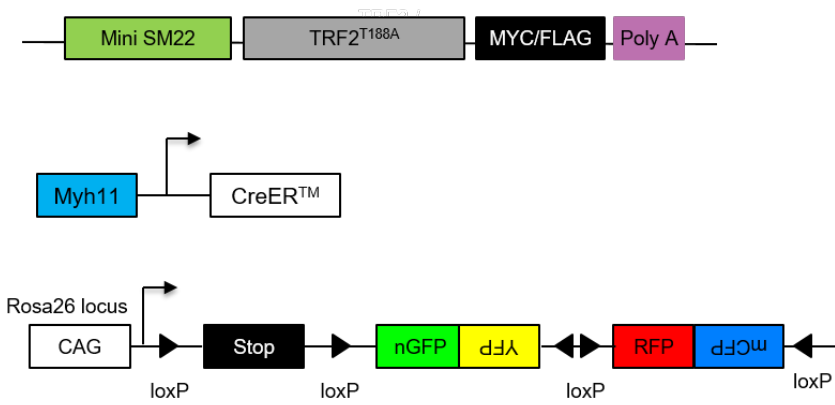 Mini SM22 TRF2T188A MYC/FLAG Poly A
Myh11 CreERTM
Rosa26 locus
CAG Stop nGFP YFP RFP mCFP
loxP loxP loxP loxP